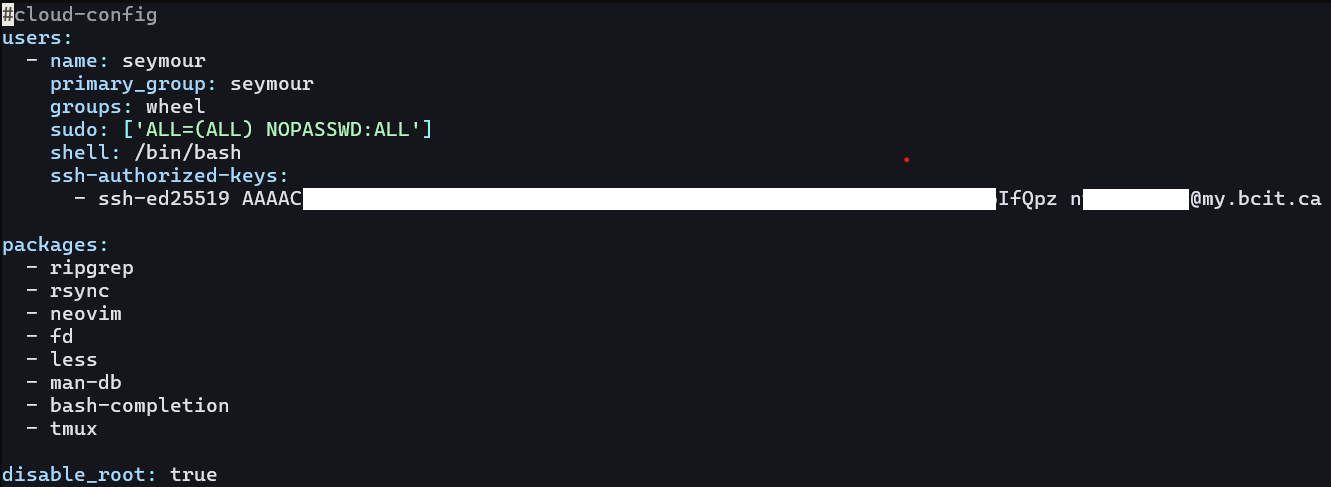 #cloud-config
users:
  - name: seymour
    primary_group: seymour
    groups: wheel
    sudo: ['ALL=(ALL) NOPASSWD:ALL']
    shell: /bin/bash
    ssh-authorized-keys:
      - ssh-ed25519 AAAAC IfQpz n @my.bcit.ca

packages:
  - ripgrep
  - rsync
  - neovim
  - fd
  - less
  - man-db
  - bash-completion
  - tmux

disable_root: true